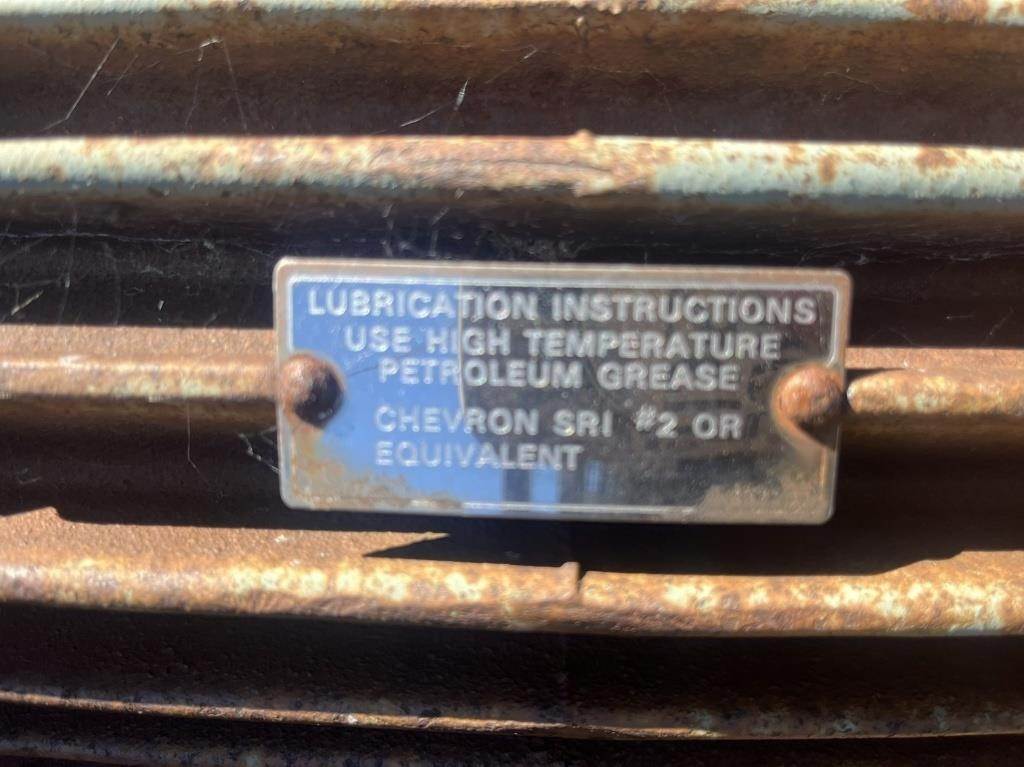 LUBRICATION INSTRUCTIONS
USE HIGH TEMPERATURE
PETROLEUM GREASE
CHEVRON SRI #2 OR
EQUIVALENT